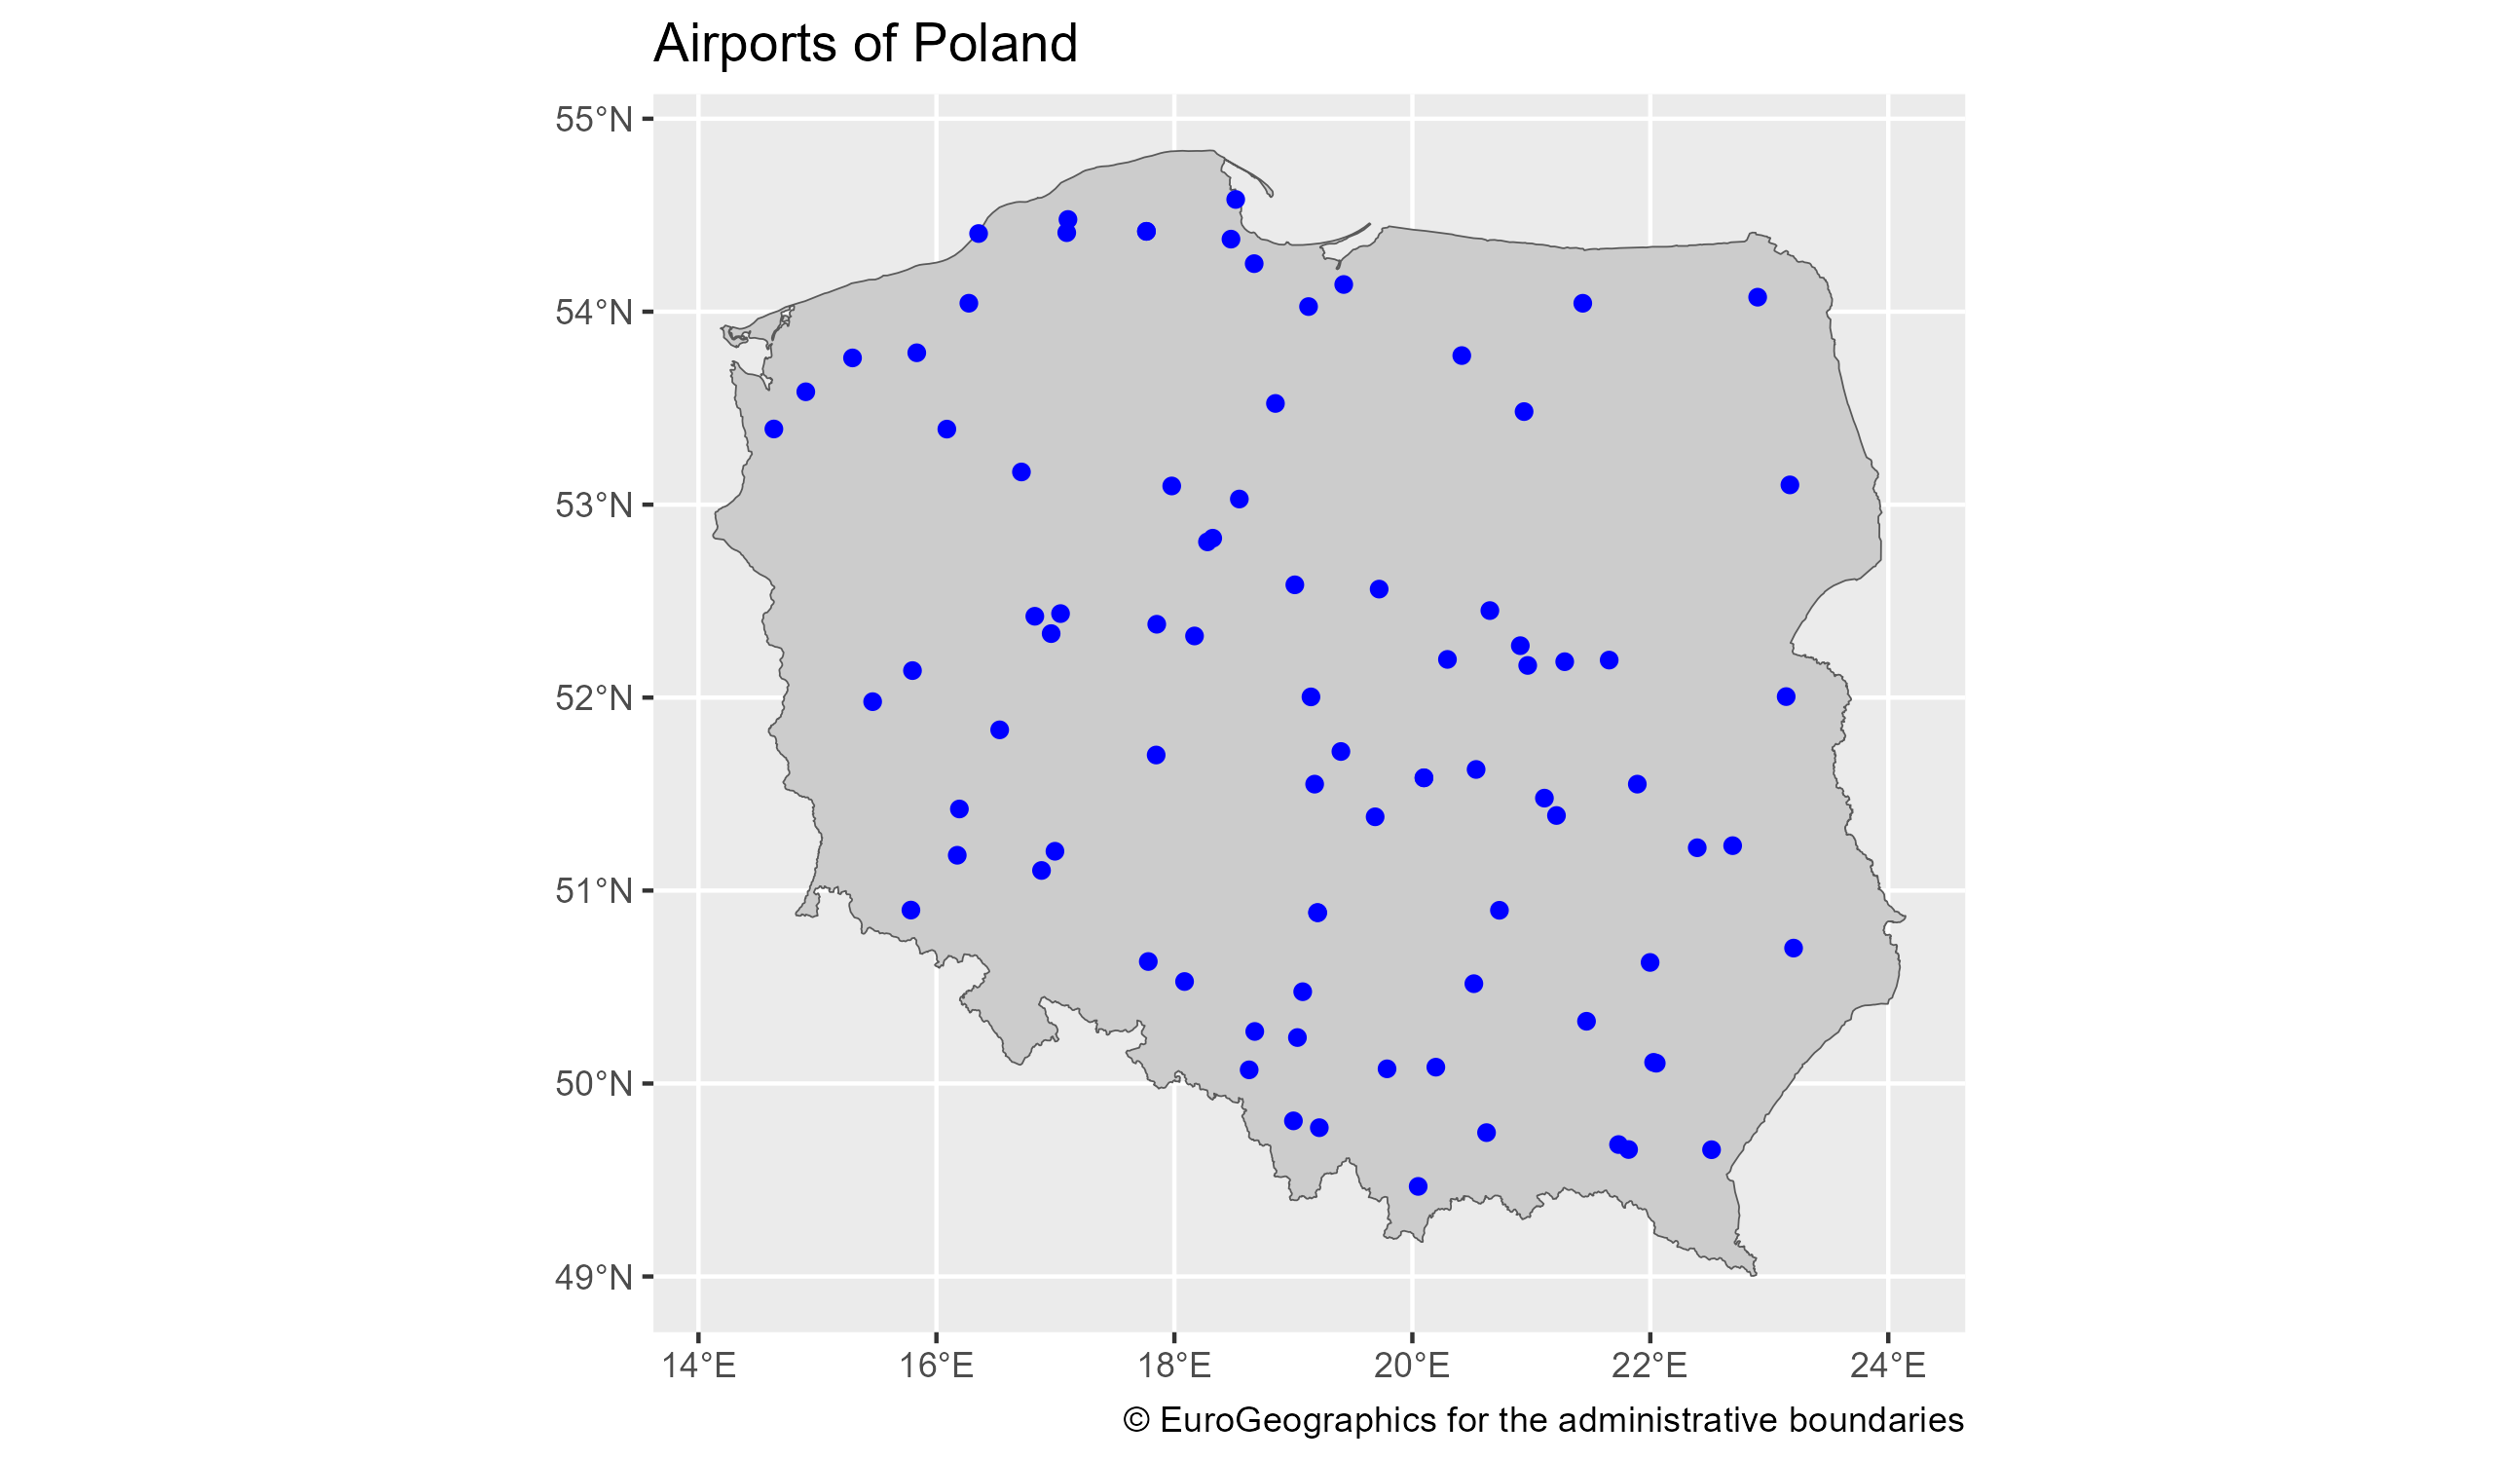 Airports of Poland
55°N
54°N
53°N
52°N
51°N
50°N
49°N
14°E 16°E 18°E 20°E 22°E 24°E
© EuroGeographics for the administrative boundaries